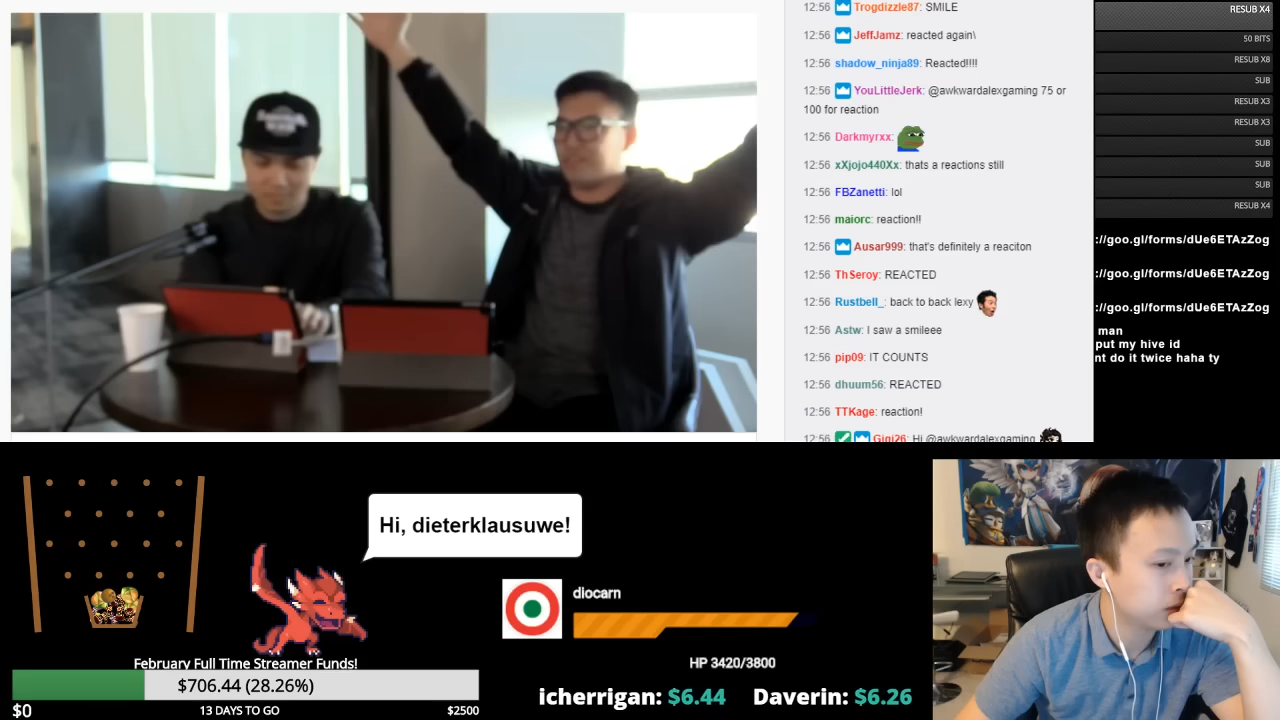 12:56 Trogdizzle87: SMILE
12:56 JeffJamz: reacted again\
12:56 shadow_ninja89: Reacted!!!!
12:56 YouLittleJerk: @awkwardalexgaming 75 or
100 for reaction
12:56 Darkmyrxx:
12:56 xXjojo440Xx: thats a reactions still
12:56 FBZanetti: lol
12:56 maiorc: reaction!!
12:56 Ausar999: that's definitely a reaciton
12:56 Th$eroy: REACTED
12:56 Rustbell_: back to back lexy
12:56 Astw: I saw a smileee
12:56 pip09: IT COUNTS
12:56 dhuum56: REACTED
12:56 TTKage: reaction!
12:56 Gigi26: Hi @awkwardalexgaming
RESUB X4
50 BITS
RESUB X8
SUB
RESUB X3
RESUB X3
SUB
SUB
SUB
RESUB X4
://goo.gl/forms/dUe6ETAzZog
://goo.gl/forms/dUe6ETAzZog
://goo.gl/forms/dUe6ETAzZog
man
put my hive id
nt do it twice haha ty
Hi, dieterklausuwe!
diocarn
HP 3420/3800
February Full Time Streamer Funds!
$706.44 (28.26%)
$0 13 DAYS TO GO $2500
icherrigan: $6.44 Daverin: $6.26